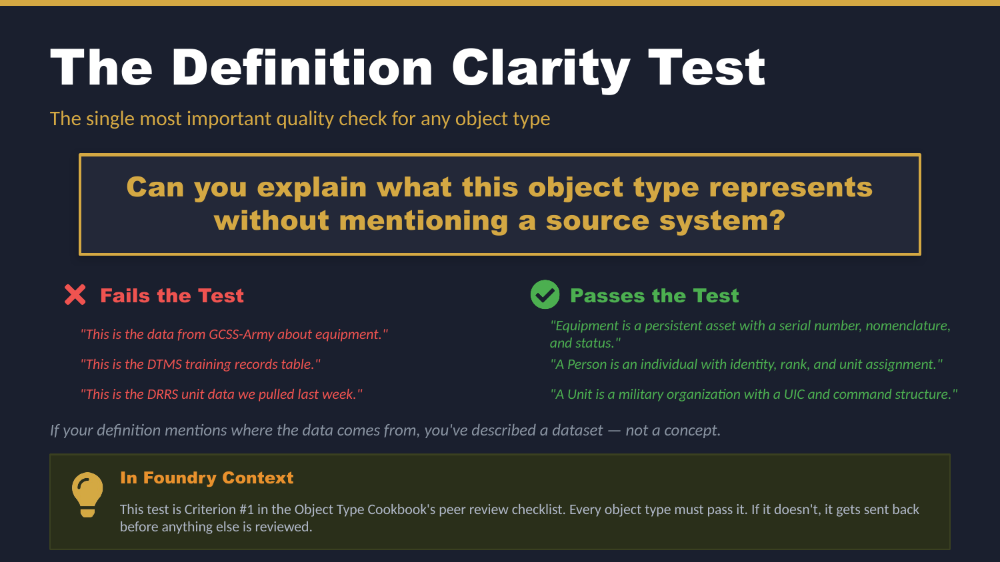 The Definition Clarity Test
The single most important quality check for any object type
Can you explain what this object type represents
without mentioning a source system?
Fails the Test
"This is the data from GCSS-Army about equipment."
"This is the DTMS training records table."
"This is the DRRS unit data we pulled last week."
Passes the Test
"Equipment is a persistent asset with a serial number, nomenclature,
and status."
"A Person is an individual with identity, rank, and unit assignment."
"A Unit is a military organization with a UIC and command structure."
If your definition mentions where the data comes from, you've described a dataset — not a concept.
In Foundry Context
This test is Criterion #1 in the Object Type Cookbook's peer review checklist. Every object type must pass it. If it doesn't, it gets sent back
before anything else is reviewed.